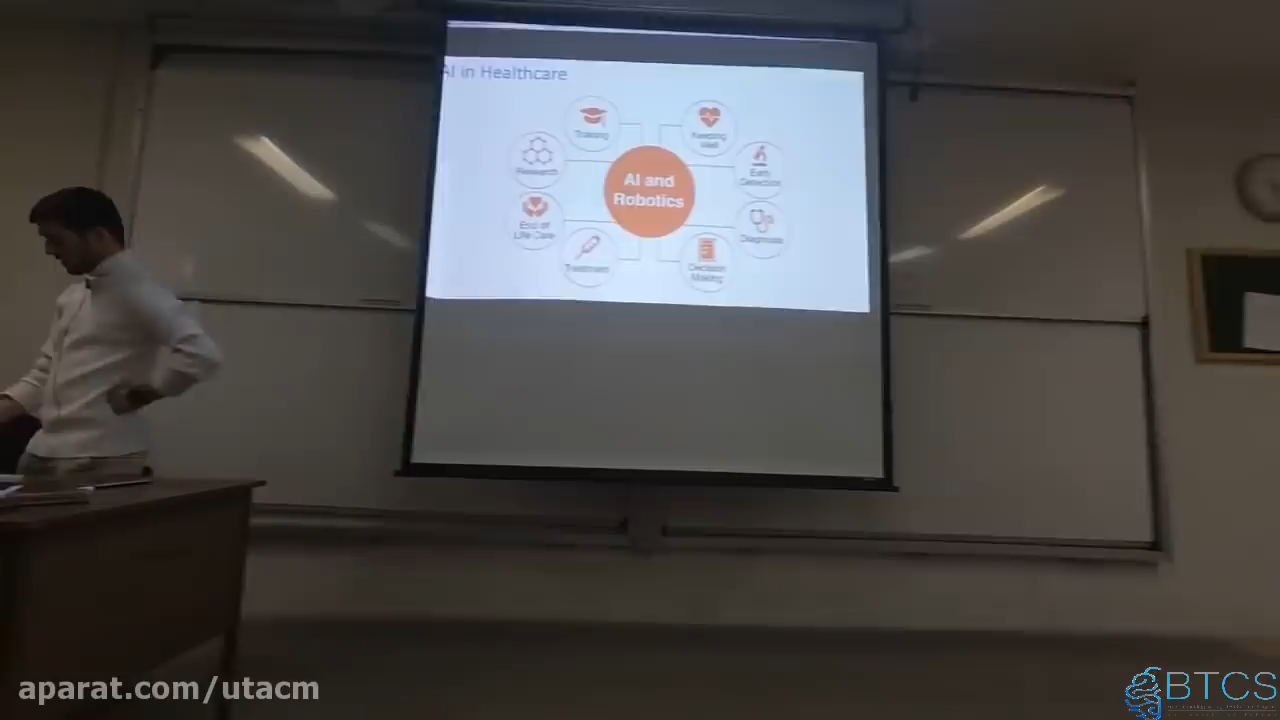 AI in Healthcare
Training
Keeping
Well
Research
Early
Detection
AI and
Robotics
End of
Life Care
Diagnosis
Treatment
Decision
Making
aparat.com/utacm
BTCS